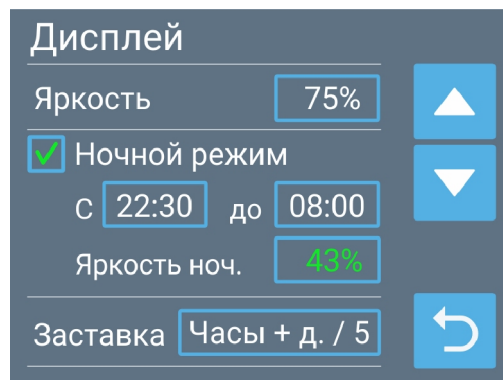 Дисплей
Яркость 75%
Ночной режим
С 22:30 до 08:00
Яркость ноч. 43%
Заставка Часы + д. / 5